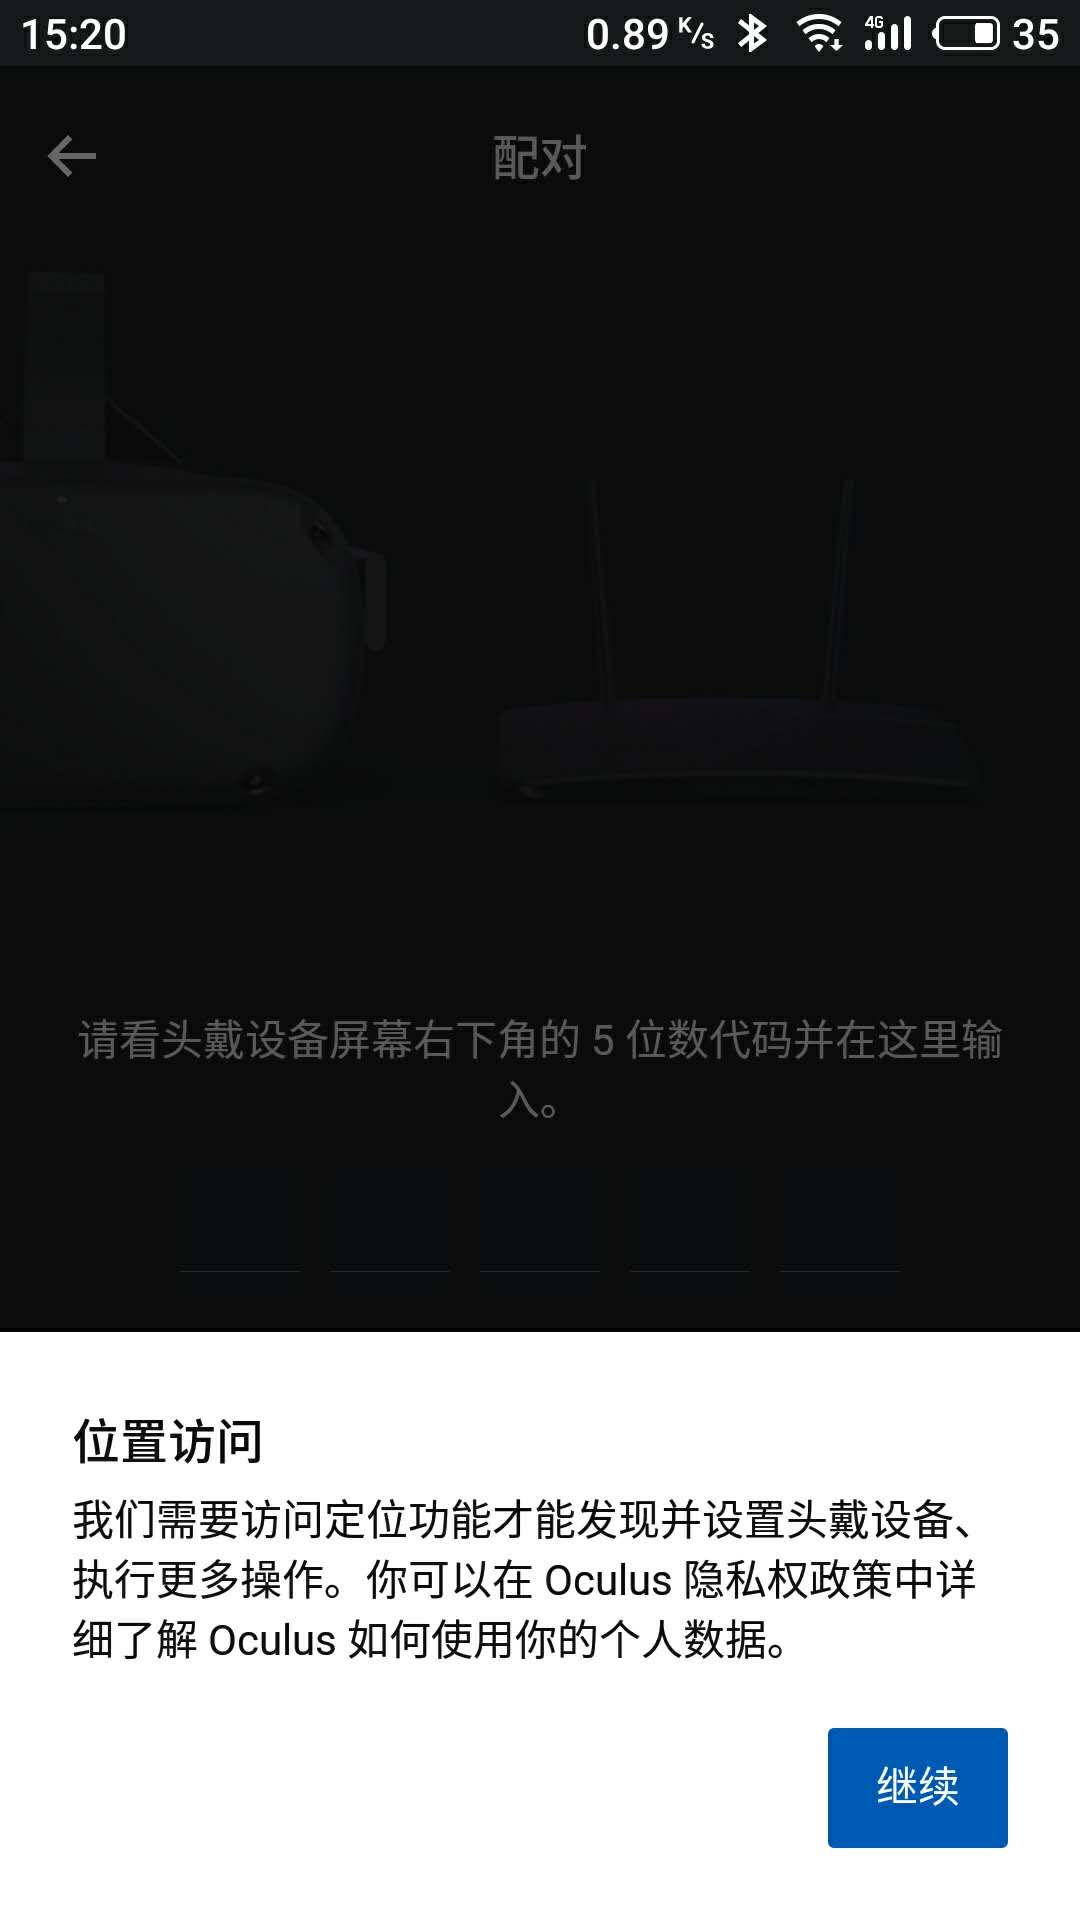 15:20
0.89 K/s 4G 35
配对
请看头戴设备屏幕右下角的 5 位数代码并在这里输
入。
位置访问
我们需要访问定位功能才能发现并设置头戴设备、
执行更多操作。你可以在 Oculus 隐私权政策中详
细了解 Oculus 如何使用你的个人数据。
继续